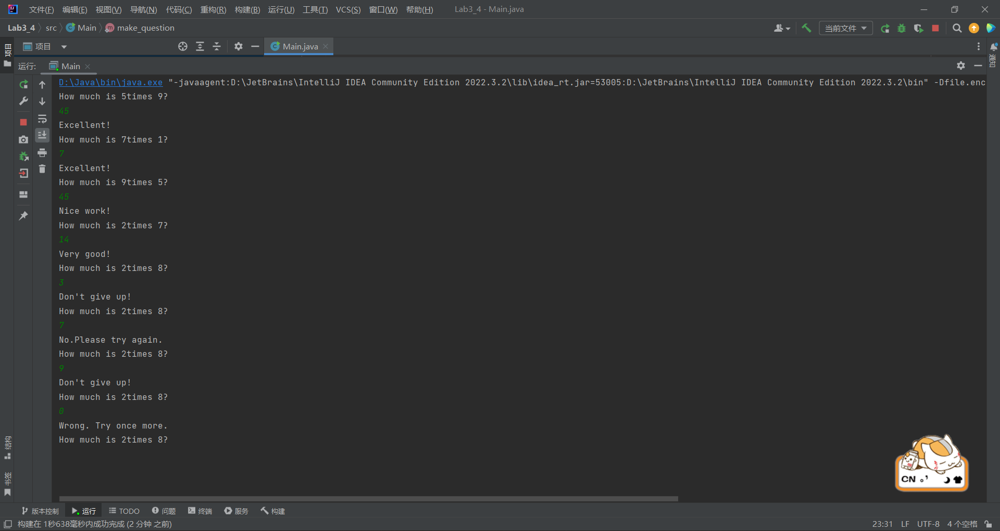 文件(F) 编辑(E) 视图(V) 导航(N) 代码(C) 重构(R) 构建(B) 运行(U) 工具(T) VCS(S) 窗口(W) 帮助(H) Lab3_4 - Main.java
Lab3_4 src Main make_question 当前文件
项目 Main.java
运行: Main
D:\Java\bin\java.exe "-javaagent:D:\JetBrains\IntelliJ IDEA Community Edition 2022.3.2\lib\idea_rt.jar=53005:D:\JetBrains\IntelliJ IDEA Community Edition 2022.3.2\bin" -Dfile.enc
How much is 5times 9?
45
Excellent!
How much is 7times 1?
7
Excellent!
How much is 9times 5?
45
Nice work!
How much is 2times 7?
14
Very good!
How much is 2times 8?
3
Don't give up!
How much is 2times 8?
7
No.Please try again.
How much is 2times 8?
9
Don't give up!
How much is 2times 8?
0
Wrong. Try once more.
How much is 2times 8?
项目
结构
书签
通知
CN 。’
版本控制 运行 TODO 问题 终端 服务 构建
构建在 1秒638毫秒内成功完成 (2 分钟 之前) 23:31 LF UTF-8 4 个空格